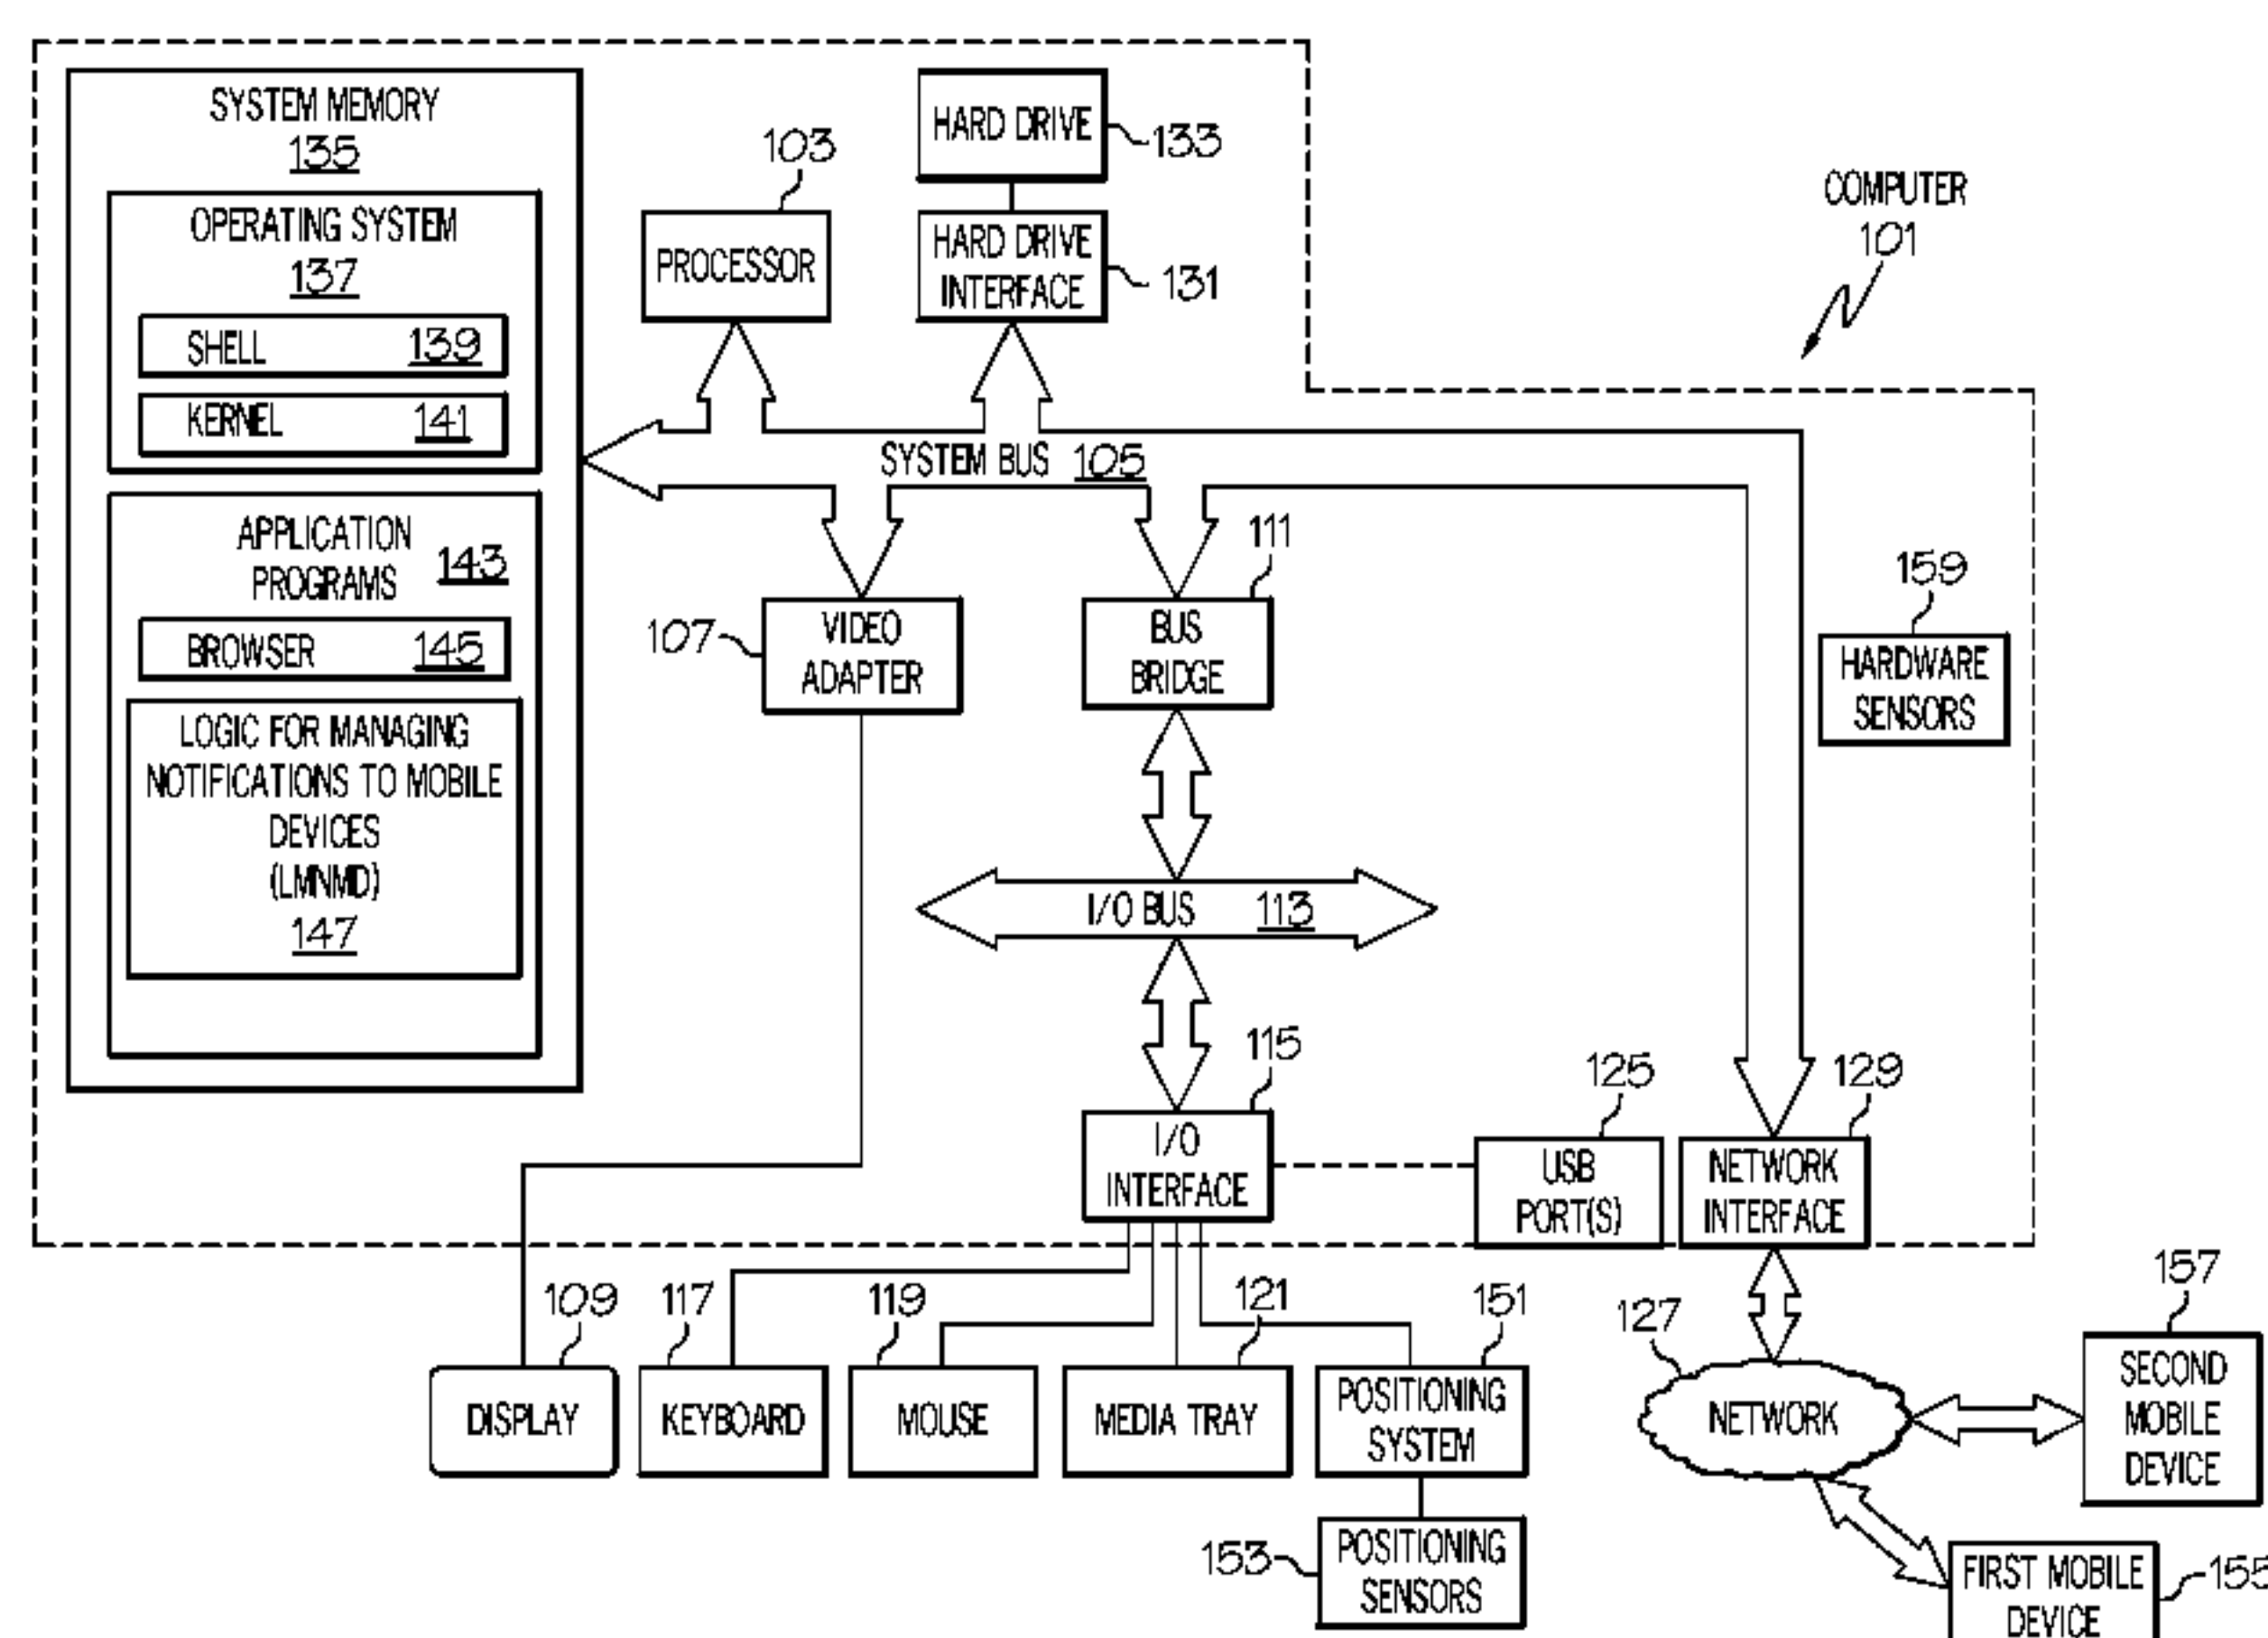 SYSTEM MEMORY
135
OPERATING SYSTEM
137
SHELL 139
KERNEL 141
APPLICATION
PROGRAMS 143
BROWSER 145
LOGIC FOR MANAGING
NOTIFICATIONS TO MOBILE
DEVICES
(LMNMD)
147
103
PROCESSOR
HARD DRIVE 133
HARD DRIVE
INTERFACE 131
COMPUTER
101
SYSTEM BUS 105
107
VIDEO
ADAPTER
111
BUS
BRIDGE
159
HARDWARE
SENSORS
I/O BUS 113
115
I/O
INTERFACE
125
USB
PORT(S)
129
NETWORK
INTERFACE
109
DISPLAY
117
KEYBOARD
119
MOUSE
121
MEDIA TRAY
151
POSITIONING
SYSTEM
153
POSITIONING
SENSORS
127
NETWORK
157
SECOND
MOBILE
DEVICE
FIRST MOBILE
DEVICE
155